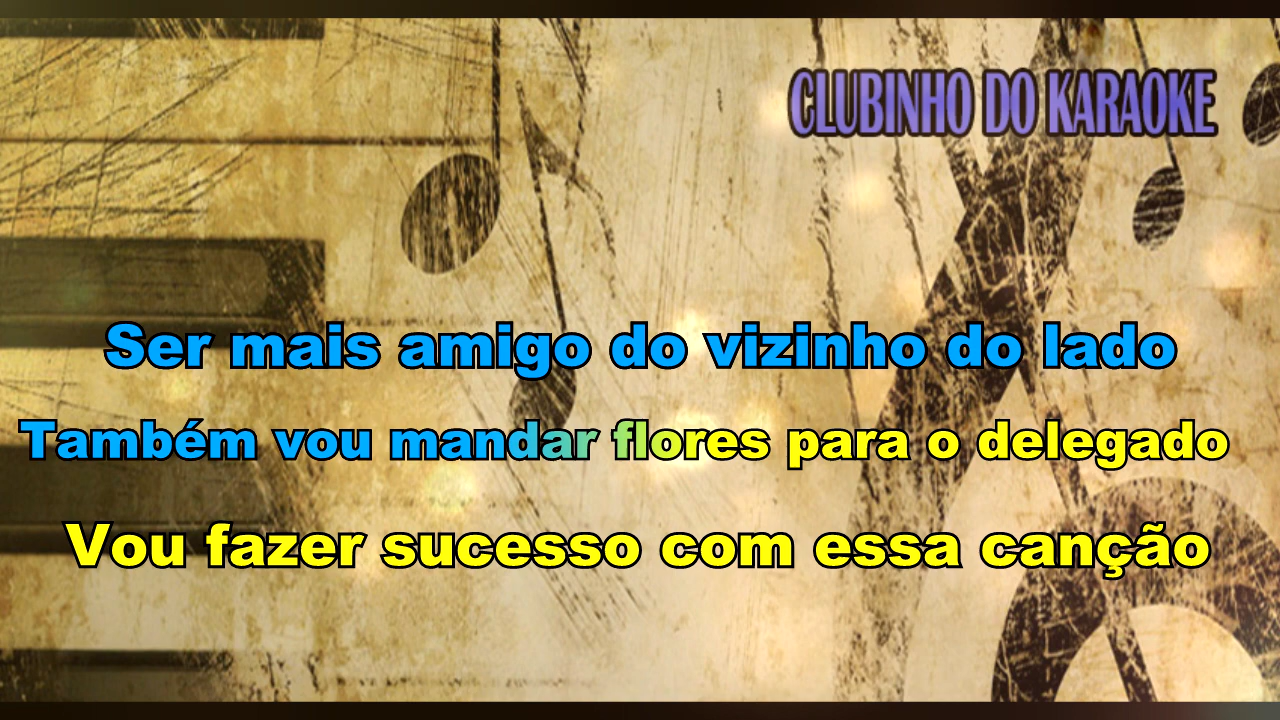 CLUBINHO DO KARAOKE
Ser mais amigo do vizinho do lado
Também vou mandar flores para o delegado
Vou fazer sucesso com essa canção